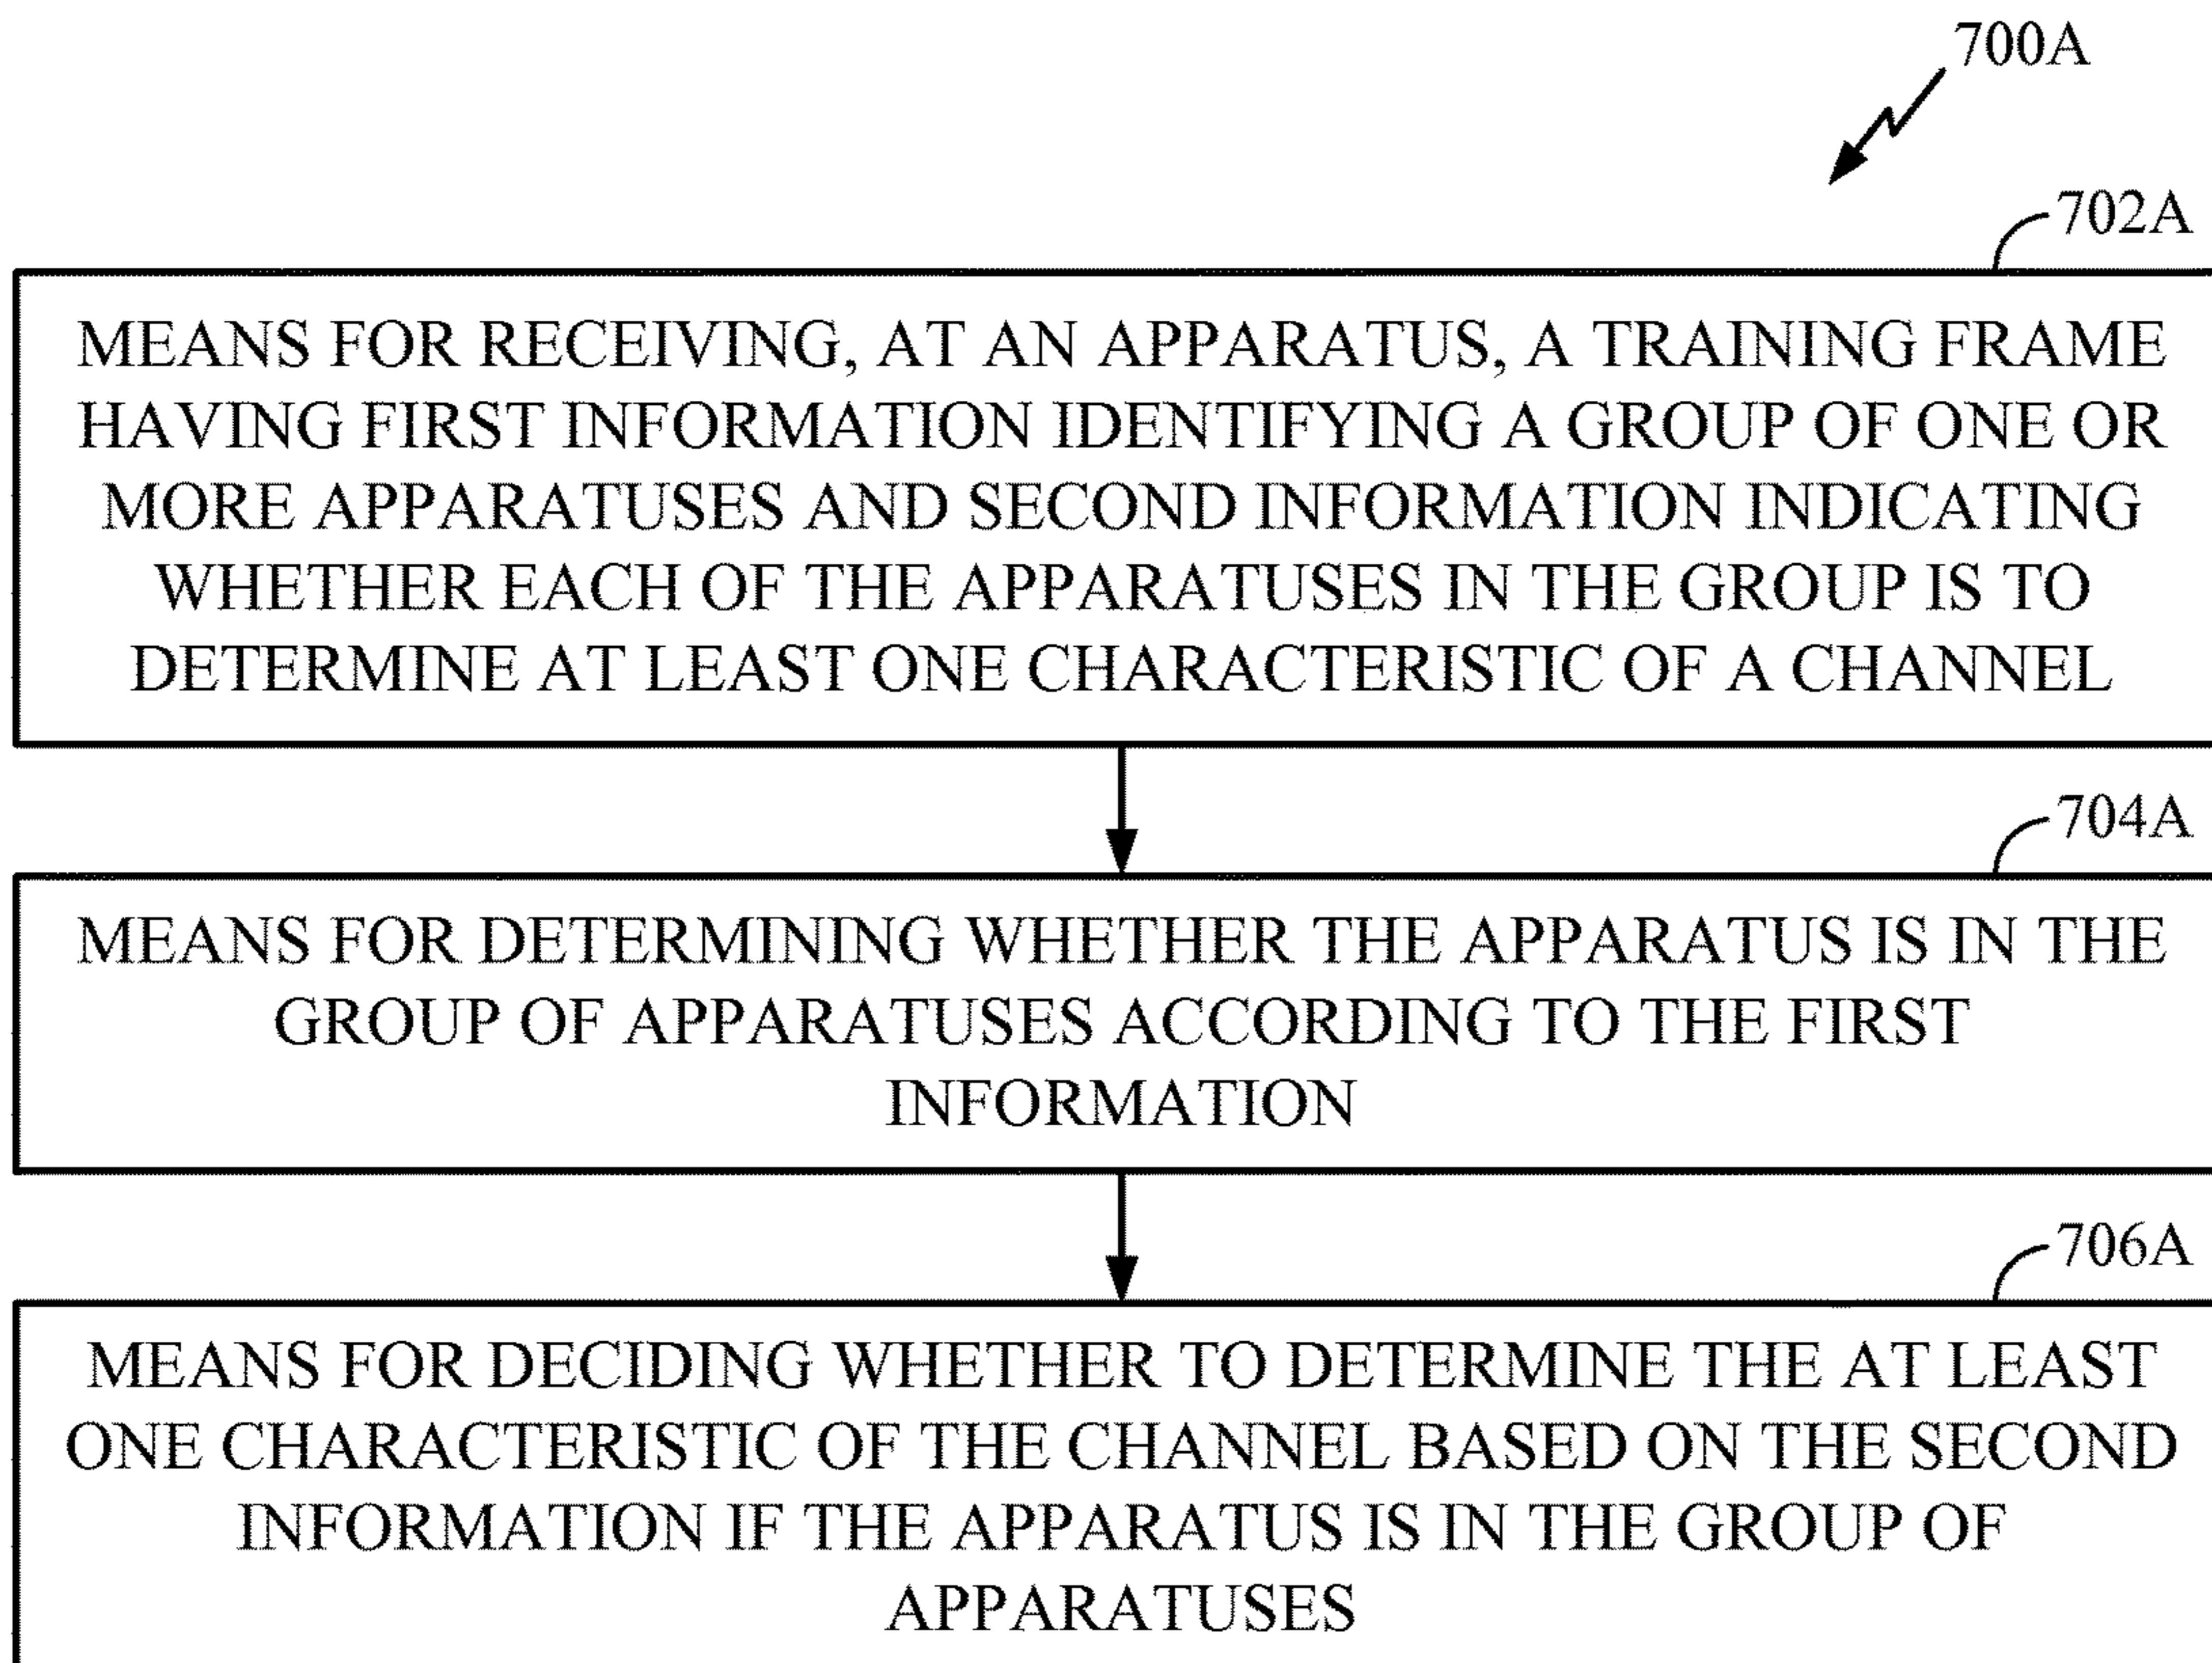 700A
702A
MEANS FOR RECEIVING, AT AN APPARATUS, A TRAINING FRAME
HAVING FIRST INFORMATION IDENTIFYING A GROUP OF ONE OR
MORE APPARATUSES AND SECOND INFORMATION INDICATING
WHETHER EACH OF THE APPARATUSES IN THE GROUP IS TO
DETERMINE AT LEAST ONE CHARACTERISTIC OF A CHANNEL
704A
MEANS FOR DETERMINING WHETHER THE APPARATUS IS IN THE
GROUP OF APPARATUSES ACCORDING TO THE FIRST
INFORMATION
706A
MEANS FOR DECIDING WHETHER TO DETERMINE THE AT LEAST
ONE CHARACTERISTIC OF THE CHANNEL BASED ON THE SECOND
INFORMATION IF THE APPARATUS IS IN THE GROUP OF
APPARATUSES